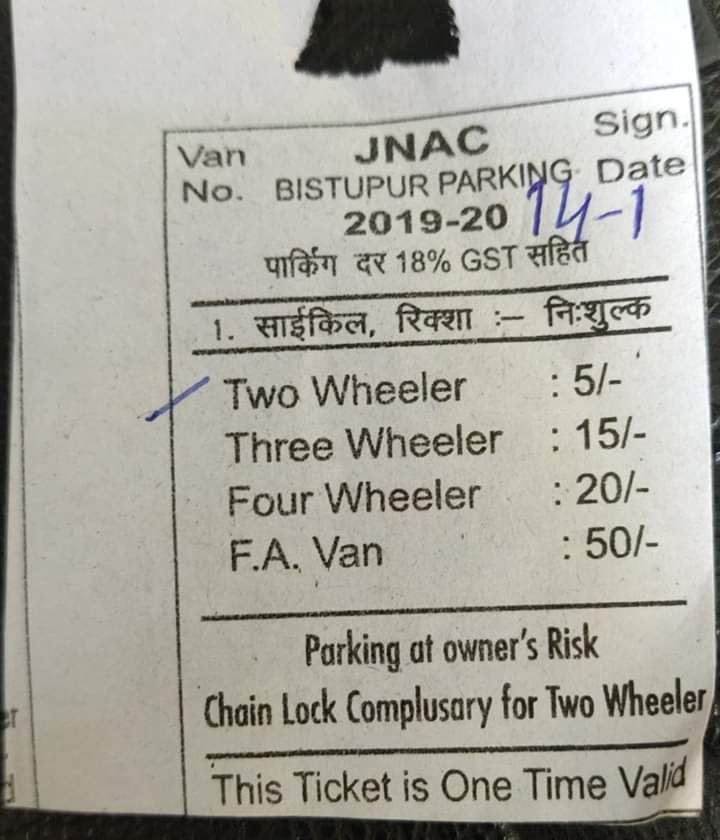 Van JNAC Sign.
No. BISTUPUR PARKING Date
2019-20 14-1
पार्किंग दर 18% GST सहित
1. साईकिल, रिक्शा :– निःशुल्क
Two Wheeler : 5/-
Three Wheeler : 15/-
Four Wheeler : 20/-
F.A. Van : 50/-
Parking at owner's Risk
Chain Lock Complusary for Two Wheeler
This Ticket is One Time Valid